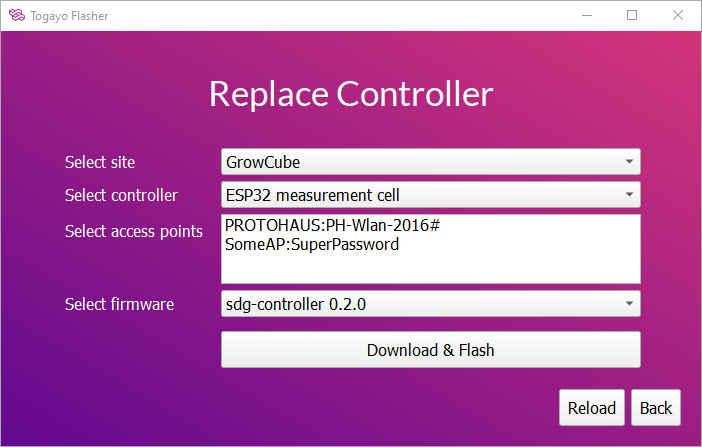 Togayo Flasher
Replace Controller
Select site
GrowCube
Select controller
ESP32 measurement cell
Select access points
PROTOHAUS:PH-Wlan-2016#
SomeAP:SuperPassword
Select firmware
sdg-controller 0.2.0
Download & Flash
Reload
Back